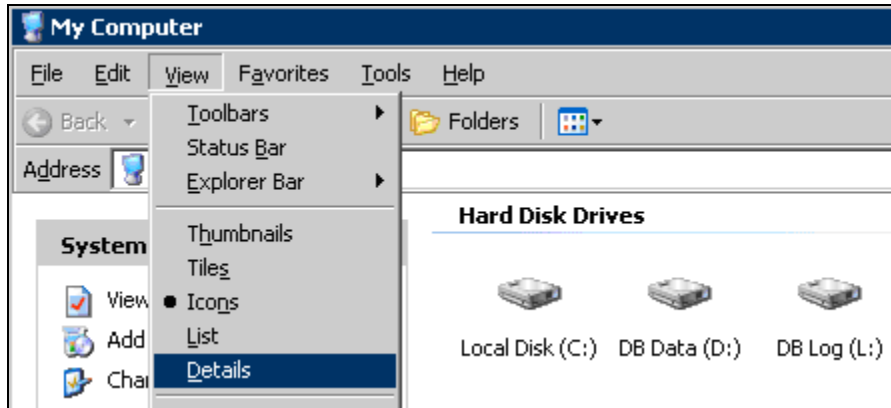 My Computer
File Edit View Favorites Tools Help
Back Folders
Address
Toolbars
Status Bar
Explorer Bar
Thumbnails
Tiles
Icons
List
Details
System
View
Add
Hard Disk Drives
Local Disk (C:) DB Data (D:) DB Log (L:)